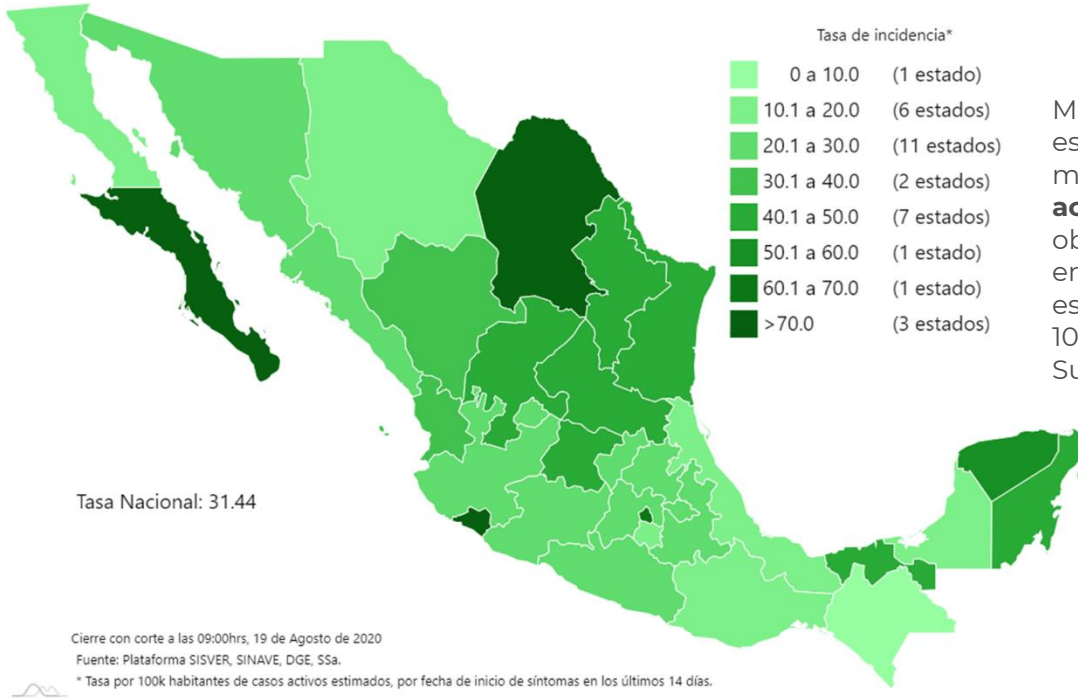 Tasa de incidencia*
0 a 10.0 (1 estado)
10.1 a 20.0 (6 estados)
20.1 a 30.0 (11 estados)
30.1 a 40.0 (2 estados)
40.1 a 50.0 (7 estados)
50.1 a 60.0 (1 estado)
60.1 a 70.0 (1 estado)
>70.0 (3 estados)
Tasa Nacional: 31.44
Cierre con corte a las 09:00hrs, 19 de Agosto de 2020
Fuente: Plataforma SISVER, SINAVE, DGE, SSa.
* Tasa por 100k habitantes de casos activos estimados, por fecha de inicio de síntomas en los últimos 14 días.